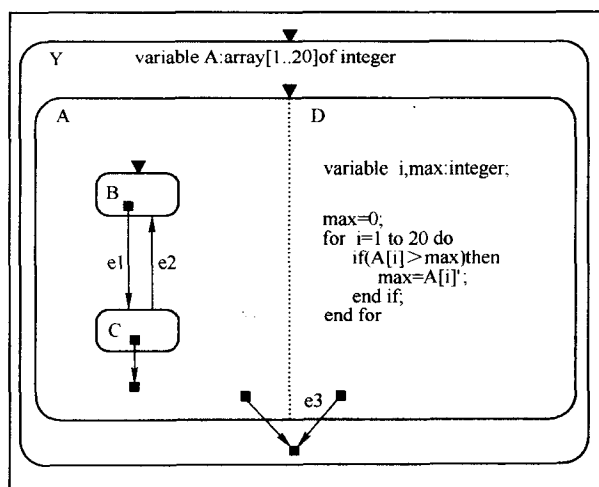 Y variable A:array[1..20]of integer
A
D
variable i,max:integer;
max=0;
for i=1 to 20 do
if(A[i]>max)then
max=A[i]';
end if;
end for
B
e1 e2
C
e3